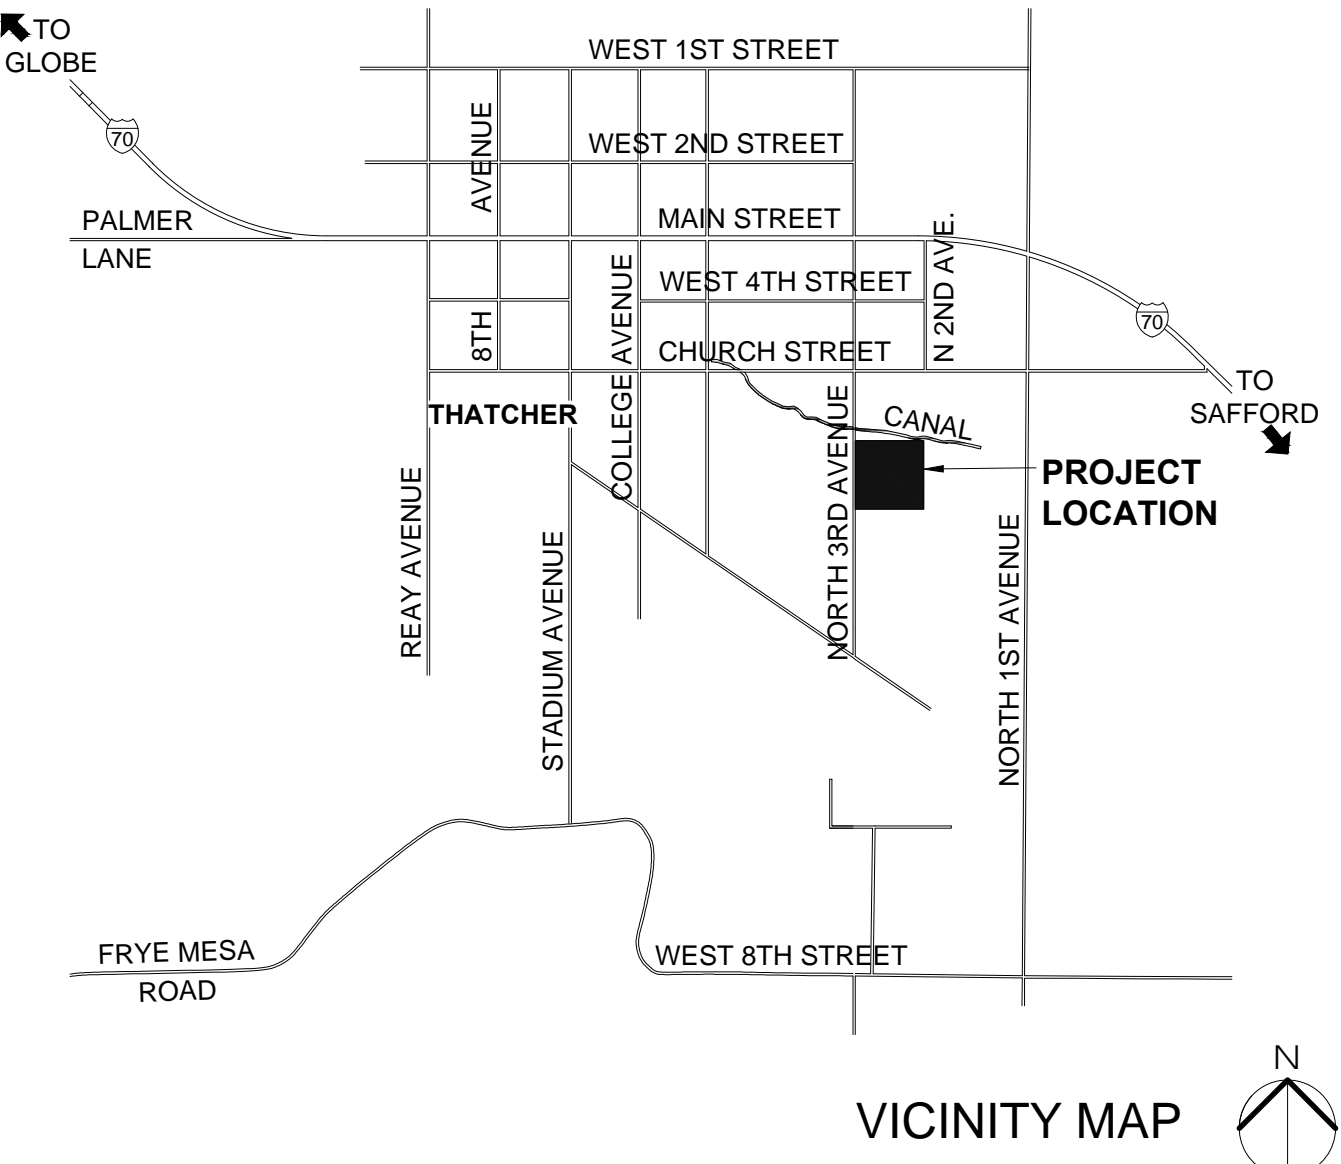 TO
GLOBE
WEST 1ST STREET
70
AVENUE
WEST 2ND STREET
PALMER
LANE
MAIN STREET
N 2ND AVE.
WEST 4TH STREET
8TH
COLLEGE AVENUE
CHURCH STREET
70
TO
SAFFORD
THATCHER
CANAL
PROJECT
LOCATION
REAY AVENUE
STADIUM AVENUE
NORTH 3RD AVENUE
NORTH 1ST AVENUE
FRYE MESA
ROAD
WEST 8TH STREET
VICINITY MAP
N